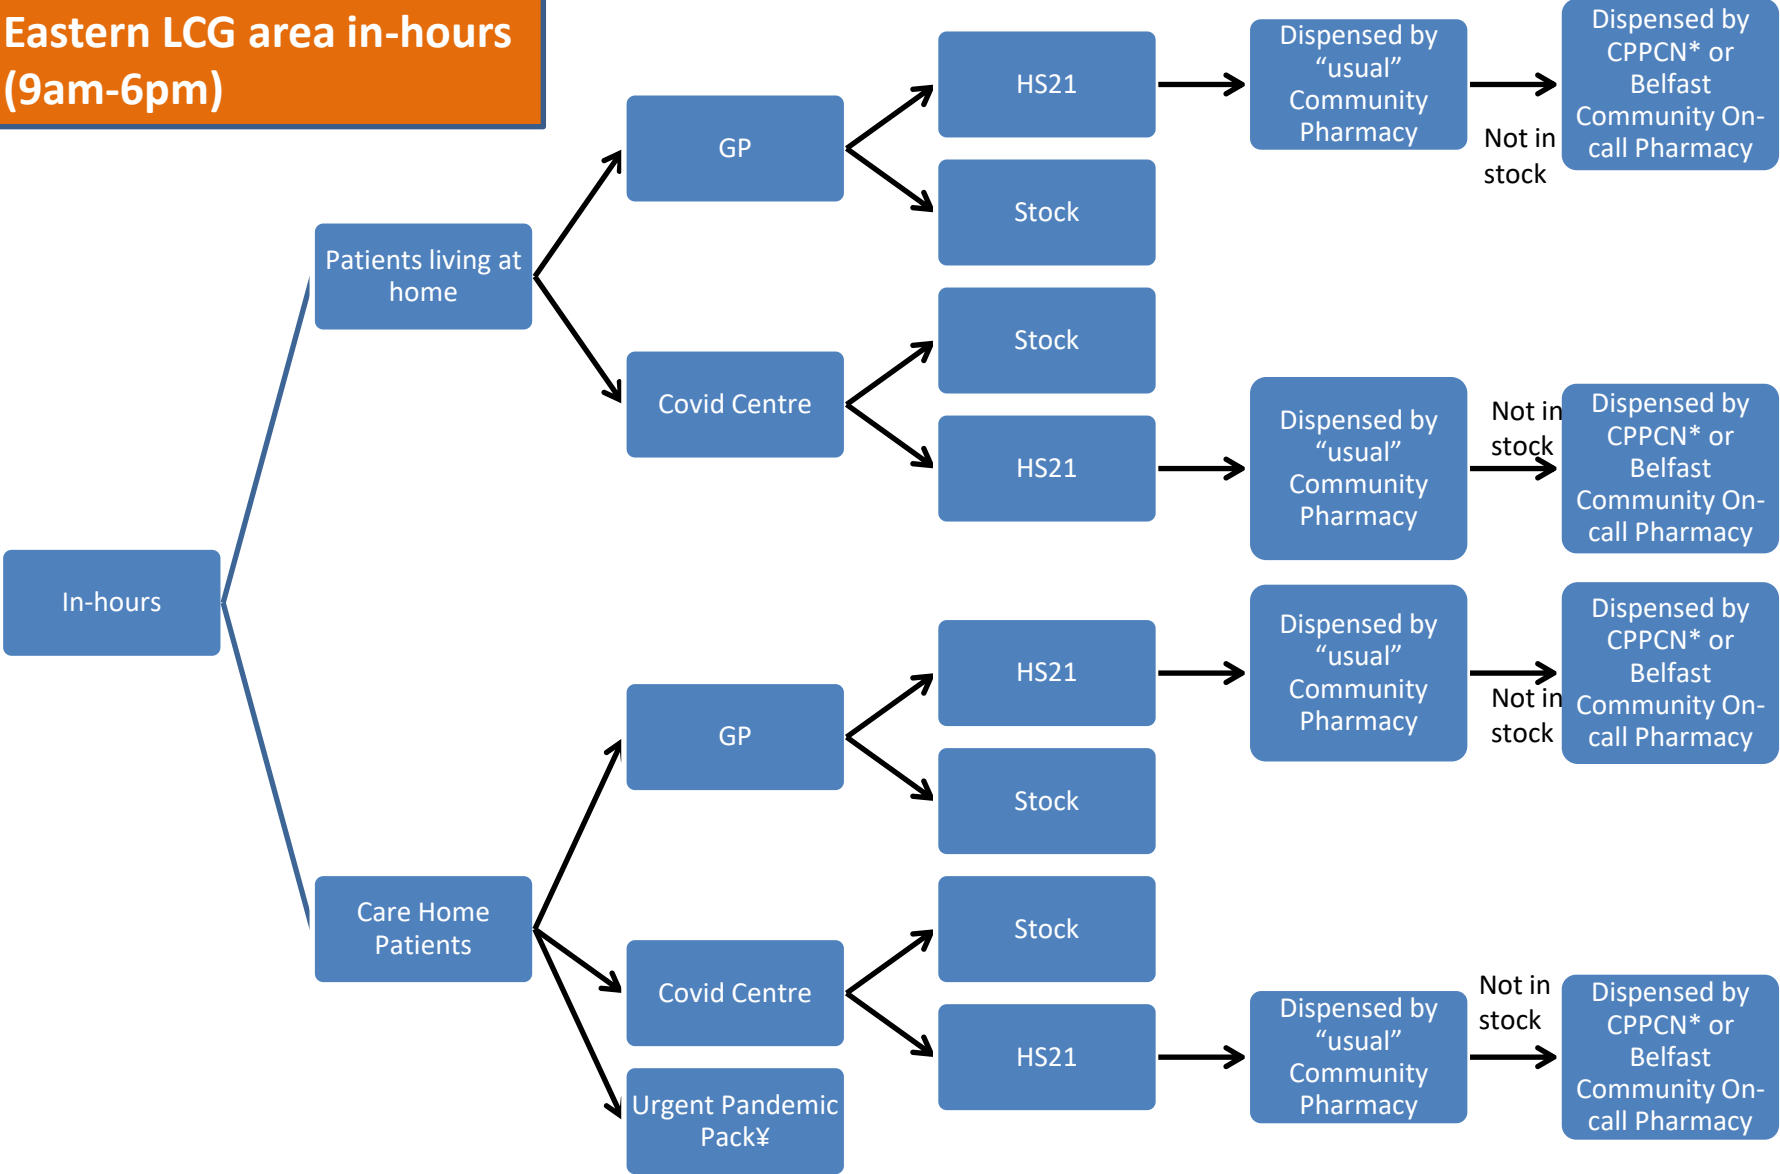 Eastern LCG area in-hours
(9am-6pm)
In-hours
Patients living at
home
GP
HS21
Dispensed by
“usual”
Community
Pharmacy
Not in
stock
Dispensed by
CPPCN* or
Belfast
Community On-
call Pharmacy
Stock
Covid Centre
Stock
HS21
Dispensed by
“usual”
Community
Pharmacy
Not in
stock
Dispensed by
CPPCN* or
Belfast
Community On-
call Pharmacy
Care Home
Patients
GP
HS21
Dispensed by
“usual”
Community
Pharmacy
Not in
stock
Dispensed by
CPPCN* or
Belfast
Community On-
call Pharmacy
Stock
Covid Centre
Stock
HS21
Dispensed by
“usual”
Community
Pharmacy
Not in
stock
Dispensed by
CPPCN* or
Belfast
Community On-
call Pharmacy
Urgent Pandemic
Pack¥